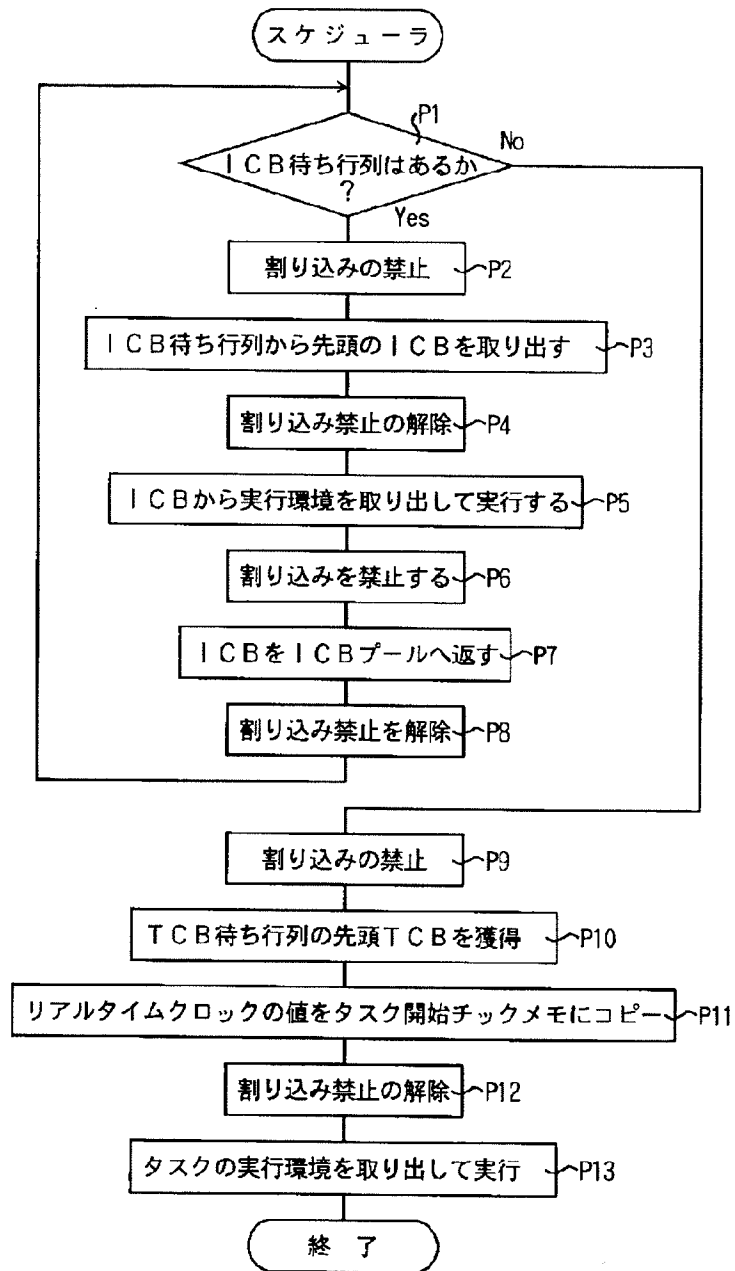 スケジューラ
P1
No
ＩＣＢ待ち行列はあるか
？
Yes
割り込みの禁止 P2
ＩＣＢ待ち行列から先頭のＩＣＢを取り出す P3
割り込み禁止の解除 P4
ＩＣＢから実行環境を取り出して実行する P5
割り込みを禁止する P6
ＩＣＢをＩＣＢプールへ返す P7
割り込み禁止を解除 P8
割り込みの禁止 P9
ＴＣＢ待ち行列の先頭ＴＣＢを獲得 P10
リアルタイムクロックの値をタスク開始チックメモにコピー P11
割り込み禁止の解除 P12
タスクの実行環境を取り出して実行 P13
終　了